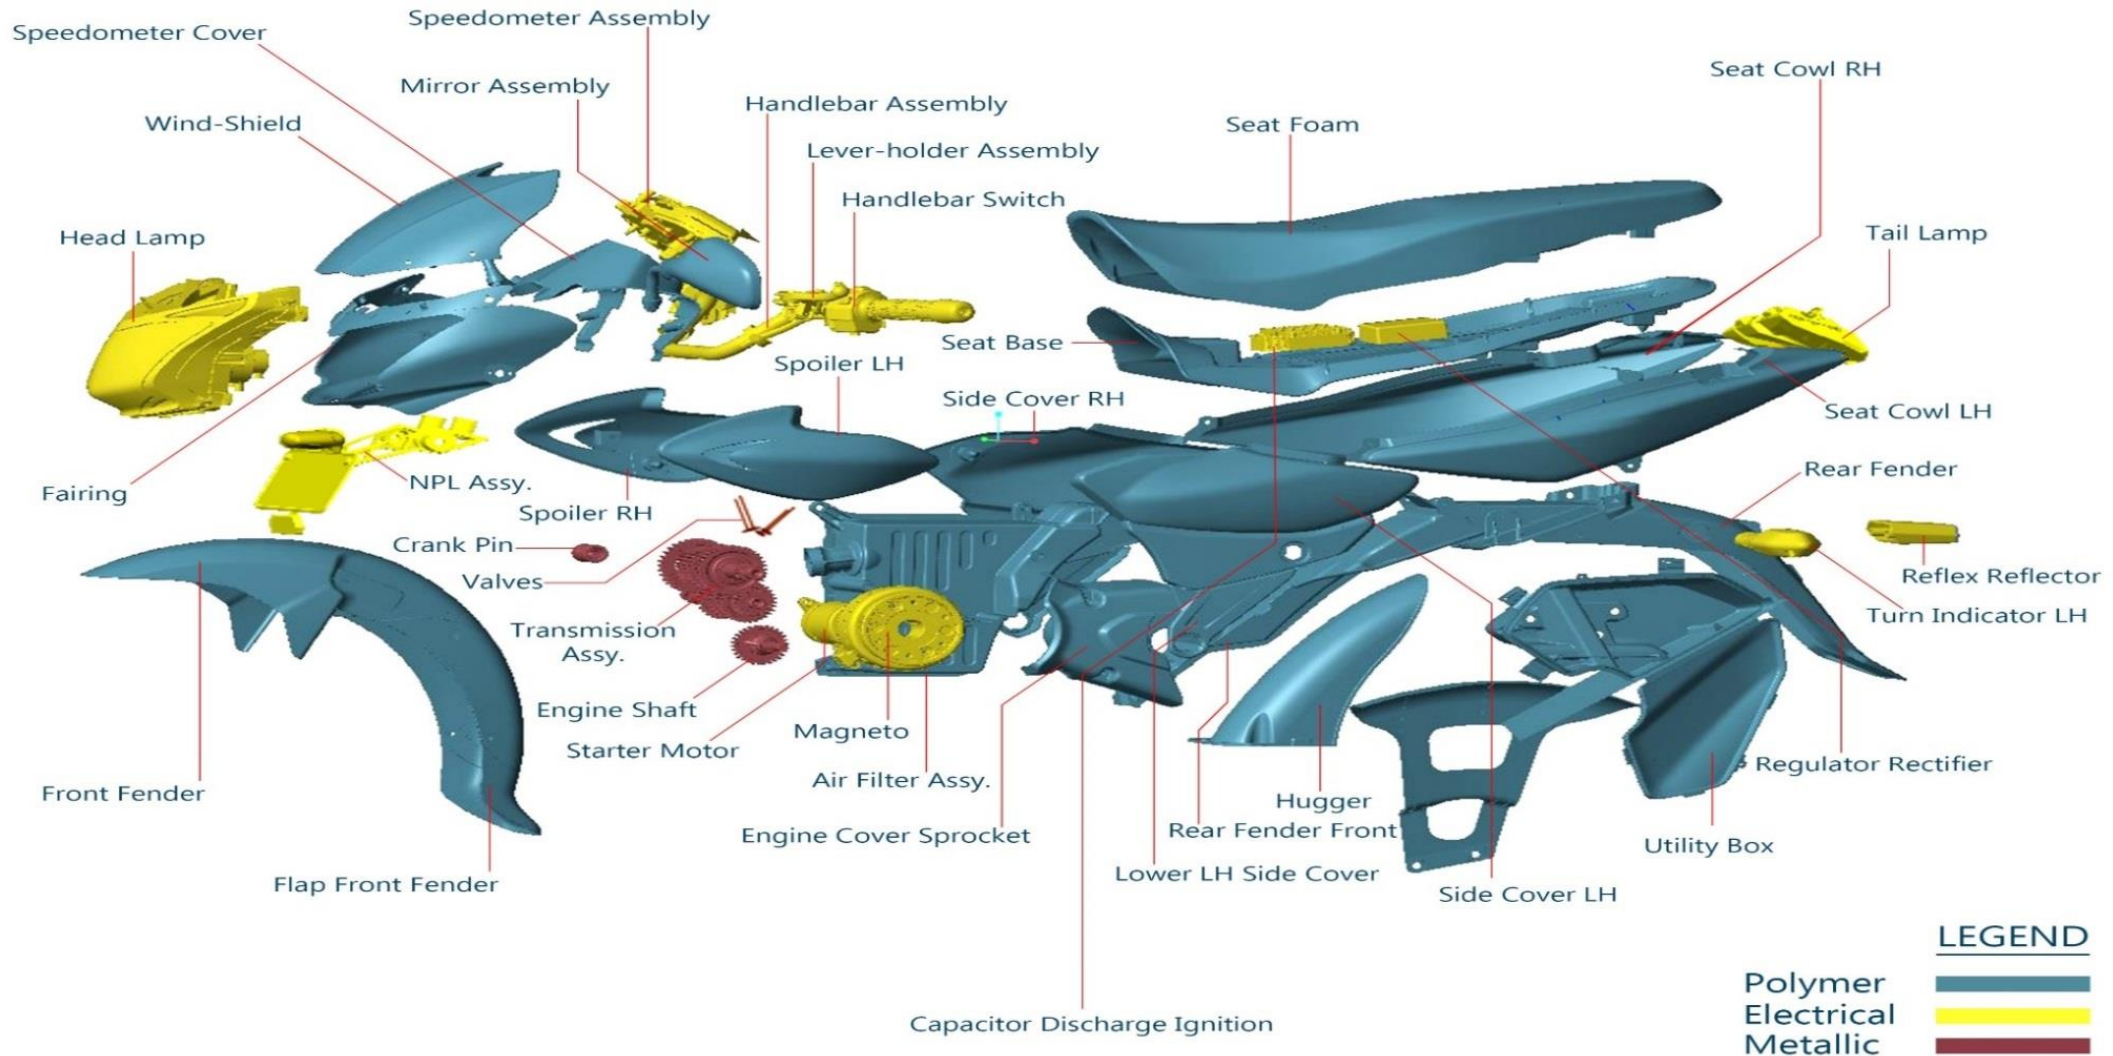 Speedometer Assembly
Speedometer Cover
Seat Cowl RH
Mirror Assembly
Handlebar Assembly
Wind-Shield
Seat Foam
Lever-holder Assembly
Handlebar Switch
Head Lamp
Tail Lamp
Seat Base
Spoiler LH
Side Cover RH
Seat Cowl LH
Rear Fender
NPL Assy.
Fairing
Spoiler RH
Crank Pin
Valves
Reflex Reflector
Turn Indicator LH
Transmission
Assy.
Engine Shaft
Starter Motor
Magneto
Air Filter Assy.
Regulator Rectifier
Front Fender
Hugger
Rear Fender Front
Engine Cover Sprocket
Utility Box
Lower LH Side Cover
Flap Front Fender
Side Cover LH
Capacitor Discharge Ignition
LEGEND
Polymer
Electrical
Metallic